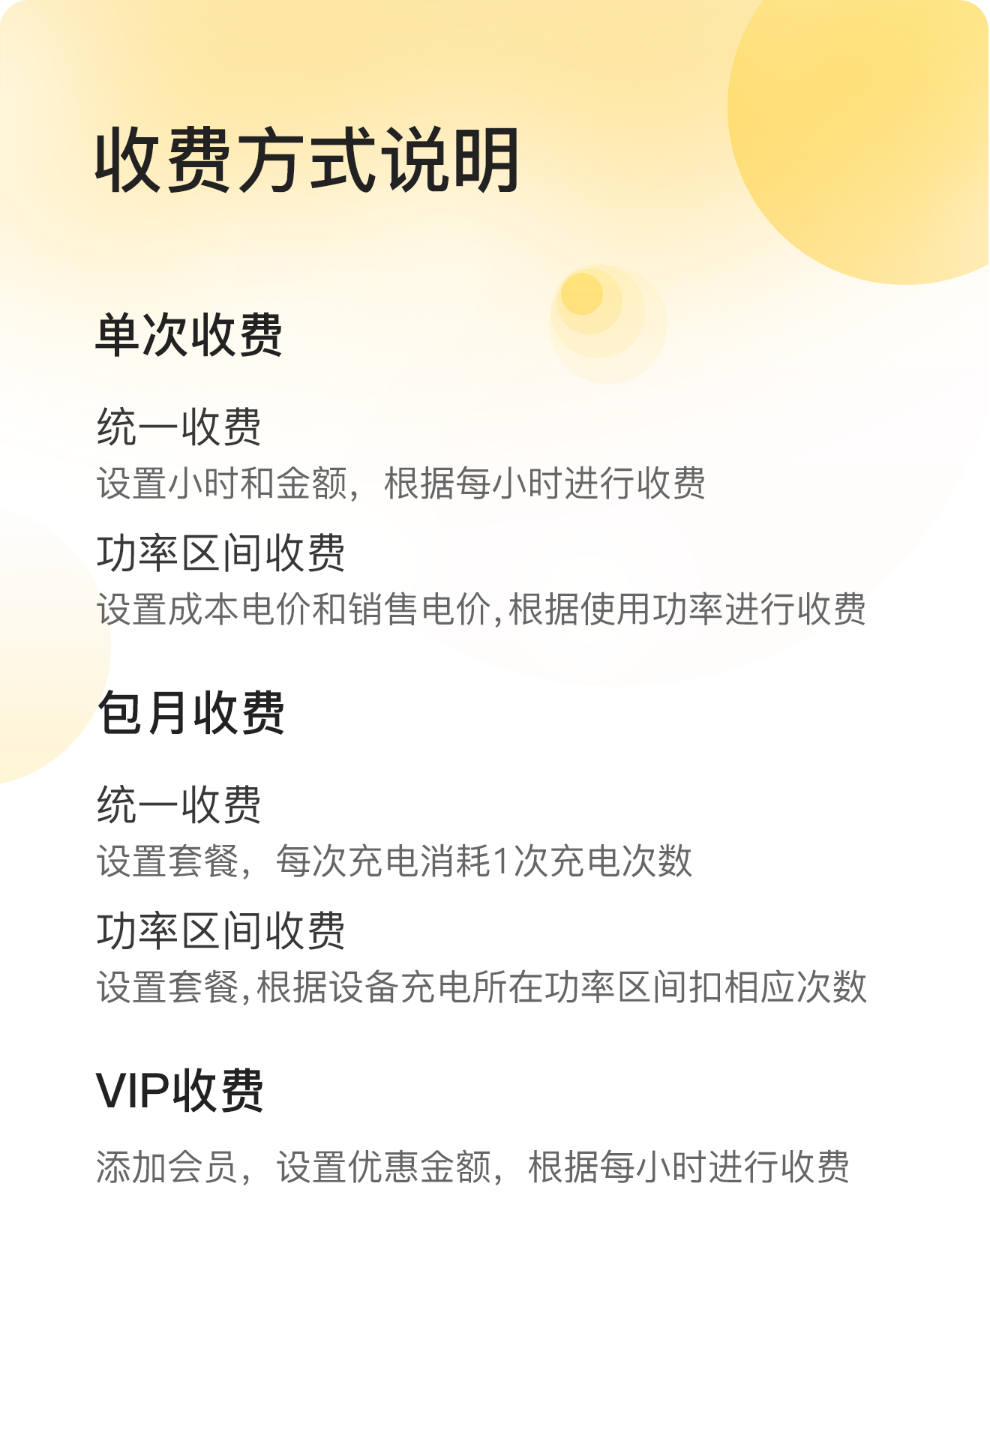 收费方式说明
单次收费
统一收费
设置小时和金额，根据每小时进行收费
功率区间收费
设置成本电价和销售电价,根据使用功率进行收费
包月收费
统一收费
设置套餐，每次充电消耗1次充电次数
功率区间收费
设置套餐,根据设备充电所在功率区间扣相应次数
VIP收费
添加会员，设置优惠金额，根据每小时进行收费